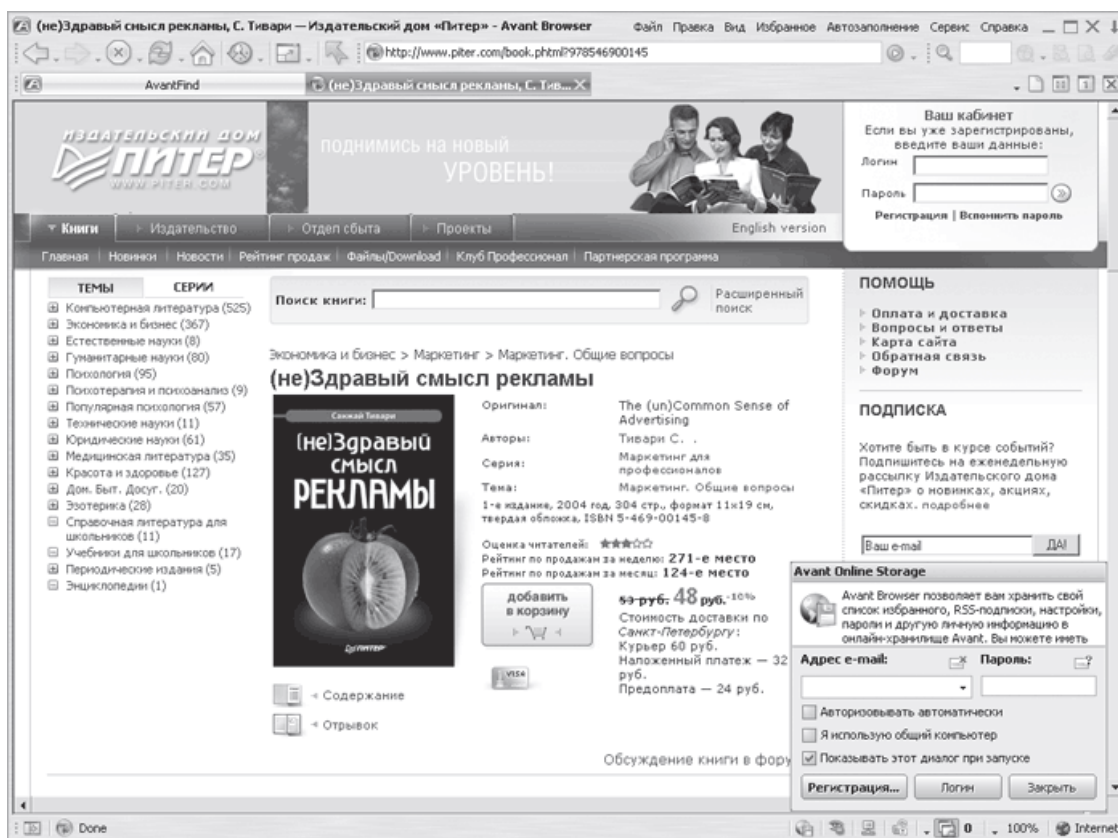 (не)Здравый смысл рекламы, С. Тивари — Издательский дом «Питер» - Avant Browser
Файл Правка Вид Избранное Автозаполнение Сервис Справка
http://www.piter.com/book.phtml?978546900145
AvantFind
(не)Здравый смысл рекламы, С. Тив...
ИЗДАТЕЛЬСКИЙ ДОМ
ПИТЕР®
WWW.PITER.COM
поднимись на новый
УРОВЕНЬ!
Ваш кабинет
Если вы уже зарегистрированы,
введите ваши данные:
Логин
Пароль
Регистрация | Вспомнить пароль
Книги Издательство Отдел сбыта Проекты English version
Главная Новинки Новости Рейтинг продаж Файлы/Download Клуб Профессионал Партнерская программа
ТЕМЫ СЕРИИ
Компьютерная литература (525)
Экономика и бизнес (367)
Естественные науки (8)
Гуманитарные науки (80)
Психология (95)
Психотерапия и психоанализ (9)
Популярная психология (57)
Технические науки (11)
Юридические науки (61)
Медицинская литература (35)
Красота и здоровье (127)
Дом. Быт. Досуг. (20)
Эзотерика (28)
Справочная литература для
школьников (11)
Учебники для школьников (17)
Периодические издания (5)
Энциклопедии (1)
Поиск книги:
Расширенный
поиск
Экономика и бизнес > Маркетинг > Маркетинг. Общие вопросы
(не)Здравый смысл рекламы
Санжай Тивари
(не)Здравый
смысл
РЕКЛАМЫ
ПИТЕР
Содержание
Отрывок
Оригинал: The (un)Common Sense of
Advertising
Авторы: Тивари С. .
Серия: Маркетинг для
профессионалов
Тема: Маркетинг. Общие вопросы
1-е издание, 2004 год, 304 стр., формат 11x19 см,
твердая обложка, ISBN 5-469-00145-8
Оценка читателей:
Рейтинг по продажам за неделю: 271-е место
Рейтинг по продажам за месяц: 124-е место
добавить
в корзину
VISA
53 руб. 48 руб.-10%
Стоимость доставки по
Санкт-Петербургу:
Курьер 60 руб.
Наложенный платеж — 32
руб.
Предоплата — 24 руб.
Обсуждение книги в фору
ПОМОЩЬ
Оплата и доставка
Вопросы и ответы
Карта сайта
Обратная связь
Форум
ПОДПИСКА
Хотите быть в курсе событий?
Подпишитесь на еженедельную
рассылку Издательского дома
«Питер» о новинках, акциях,
скидках. подробнее
Ваш e-mail ДА!
Avant Online Storage
Avant Browser позволяет вам хранить свой
список избранного, RSS-подписки, настройки,
пароли и другую личную информацию в
онлайн-хранилище Avant. Вы можете иметь
Адрес e-mail: Пароль:
Авторизовывать автоматически
Я использую общий компьютер
Показывать этот диалог при запуске
Регистрация... Логин Закрыть
Done
0 100% Internet